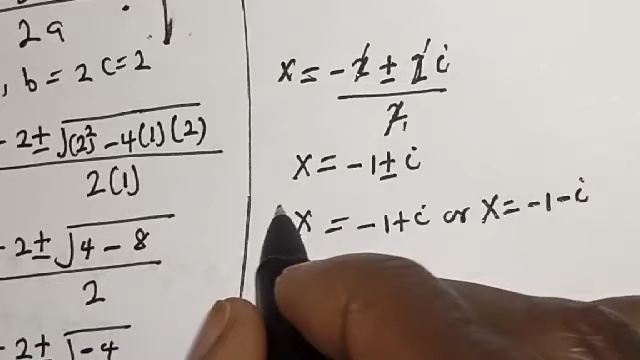 2a
, b = 2 c = 2
- 2 ± √(2)² - 4(1)(2)
2(1)
- 2 ± √4 - 8
2
- 2 ± √-4
x = - 2 ± 2 i
2
x = -1 ± i
x = -1 + i or x = -1 - i